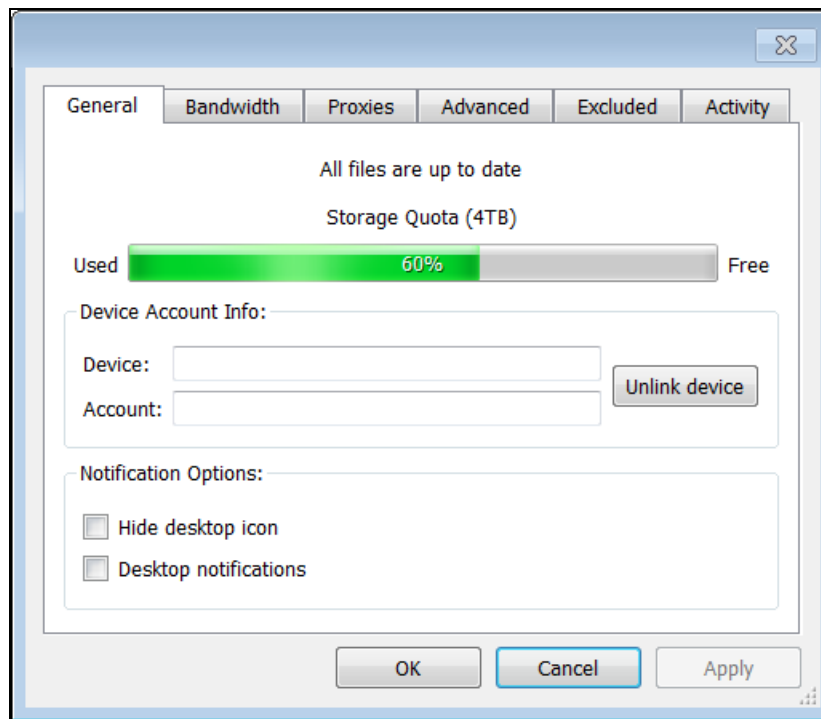 General Bandwidth Proxies Advanced Excluded Activity
All files are up to date
Storage Quota (4TB)
Used 60% Free
Device Account Info:
Device:
Unlink device
Account:
Notification Options:
Hide desktop icon
Desktop notifications
OK Cancel Apply